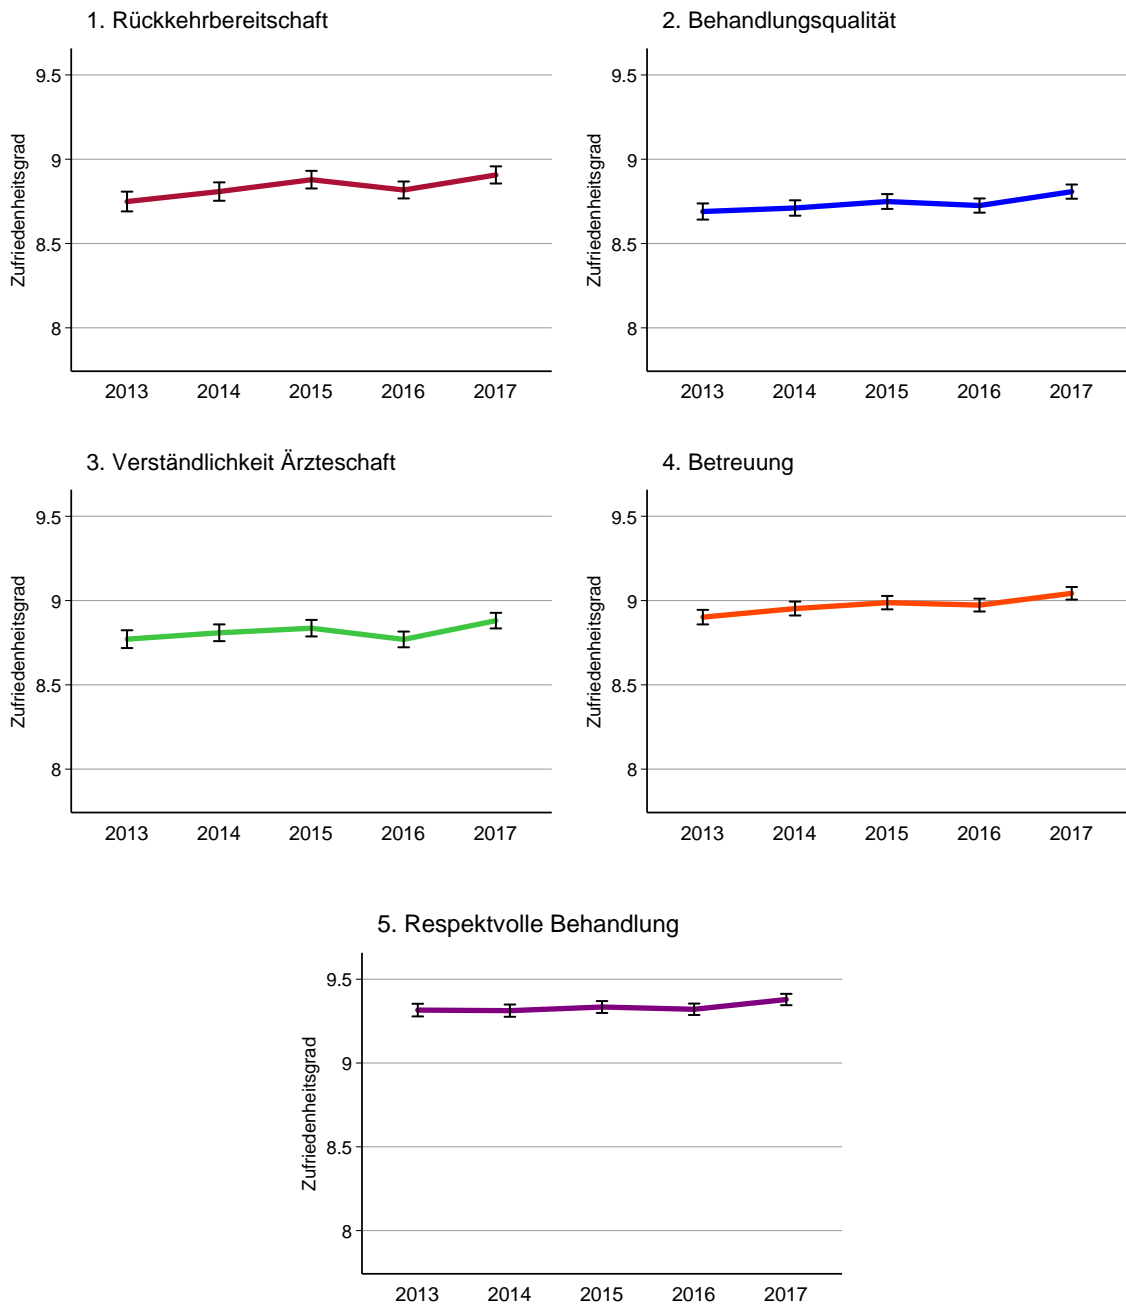 1. Rückkehrbereitschaft
Zufriedenheitsgrad
9.5
9
8.5
8
2013 2014 2015 2016 2017
2. Behandlungsqualität
Zufriedenheitsgrad
9.5
9
8.5
8
2013 2014 2015 2016 2017
3. Verständlichkeit Ärzteschaft
Zufriedenheitsgrad
9.5
9
8.5
8
2013 2014 2015 2016 2017
4. Betreuung
Zufriedenheitsgrad
9.5
9
8.5
8
2013 2014 2015 2016 2017
5. Respektvolle Behandlung
Zufriedenheitsgrad
9.5
9
8.5
8
2013 2014 2015 2016 2017